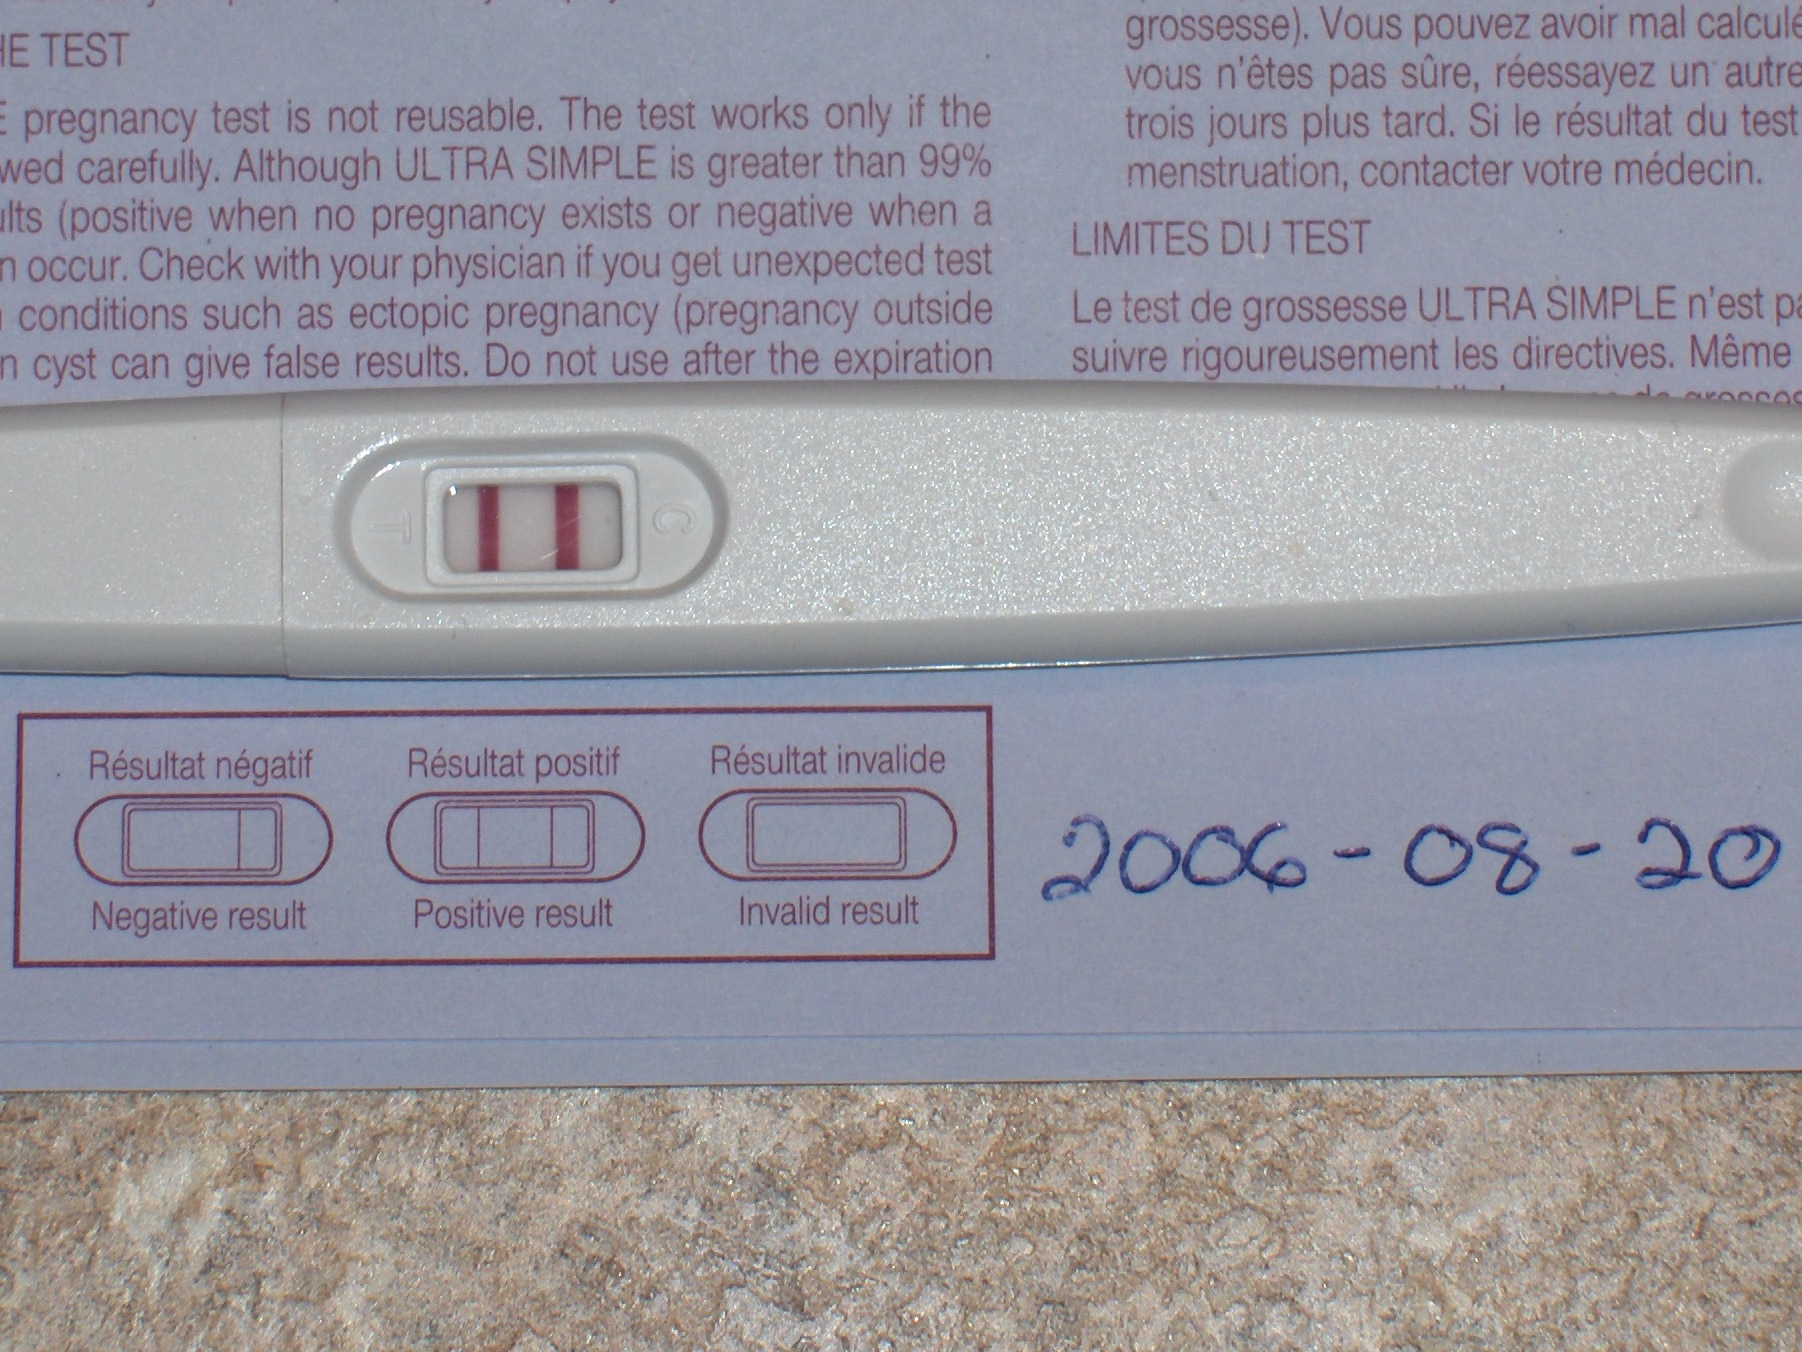 HE TEST
pregnancy test is not reusable. The test works only if the
carefully. Although ULTRA SIMPLE is greater than 99%
(positive when no pregnancy exists or negative when a
occur. Check with your physician if you get unexpected test
conditions such as ectopic pregnancy (pregnancy outside
cyst can give false results. Do not use after the expiration
grossesse). Vous pouvez avoir mal calculé
vous n'êtes pas sûre, réessayez un autre
trois jours plus tard. Si le résultat du test
menstruation, contacter votre médecin.
LIMITES DU TEST
Le test de grossesse ULTRA SIMPLE n'est pa
suivre rigoureusement les directives. Même
T
C
Résultat négatif
Negative result
Résultat positif
Positive result
Résultat invalide
Invalid result
2006-08-20